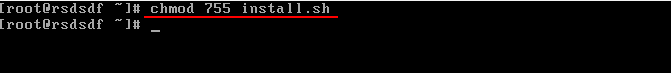 [root@rsdsdf ~]# chmod 755 install.sh
[root@rsdsdf ~]# _